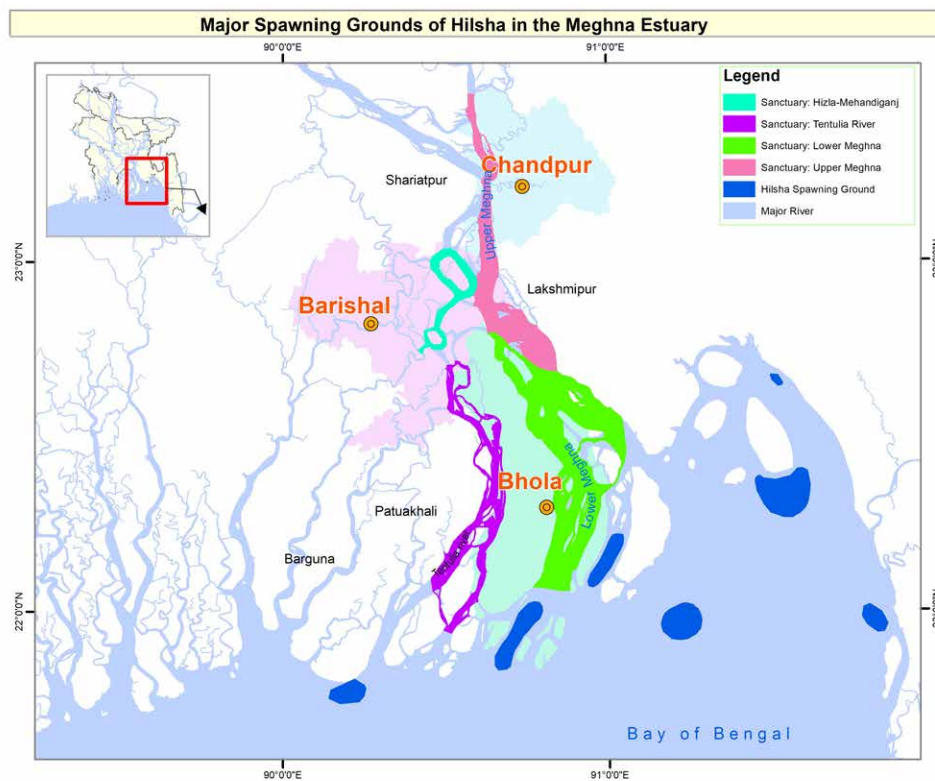 Major Spawning Grounds of Hilsha in the Meghna Estuary
90°0'0"E
91°0'0"E
Legend
Sanctuary: Hizla-Mehandiganj
Sanctuary: Tentulia River
Sanctuary: Lower Meghna
Sanctuary: Upper Meghna
Hilsha Spawning Ground
Major River
Chandpur
Shariatpur
Upper Meghna
23°0'0"N
Lakshmipur
Barishal
Bhola
Lower Meghna
Patuakhali
Barguna
22°0'0"N
Bay of Bengal
90°0'0"E
91°0'0"E